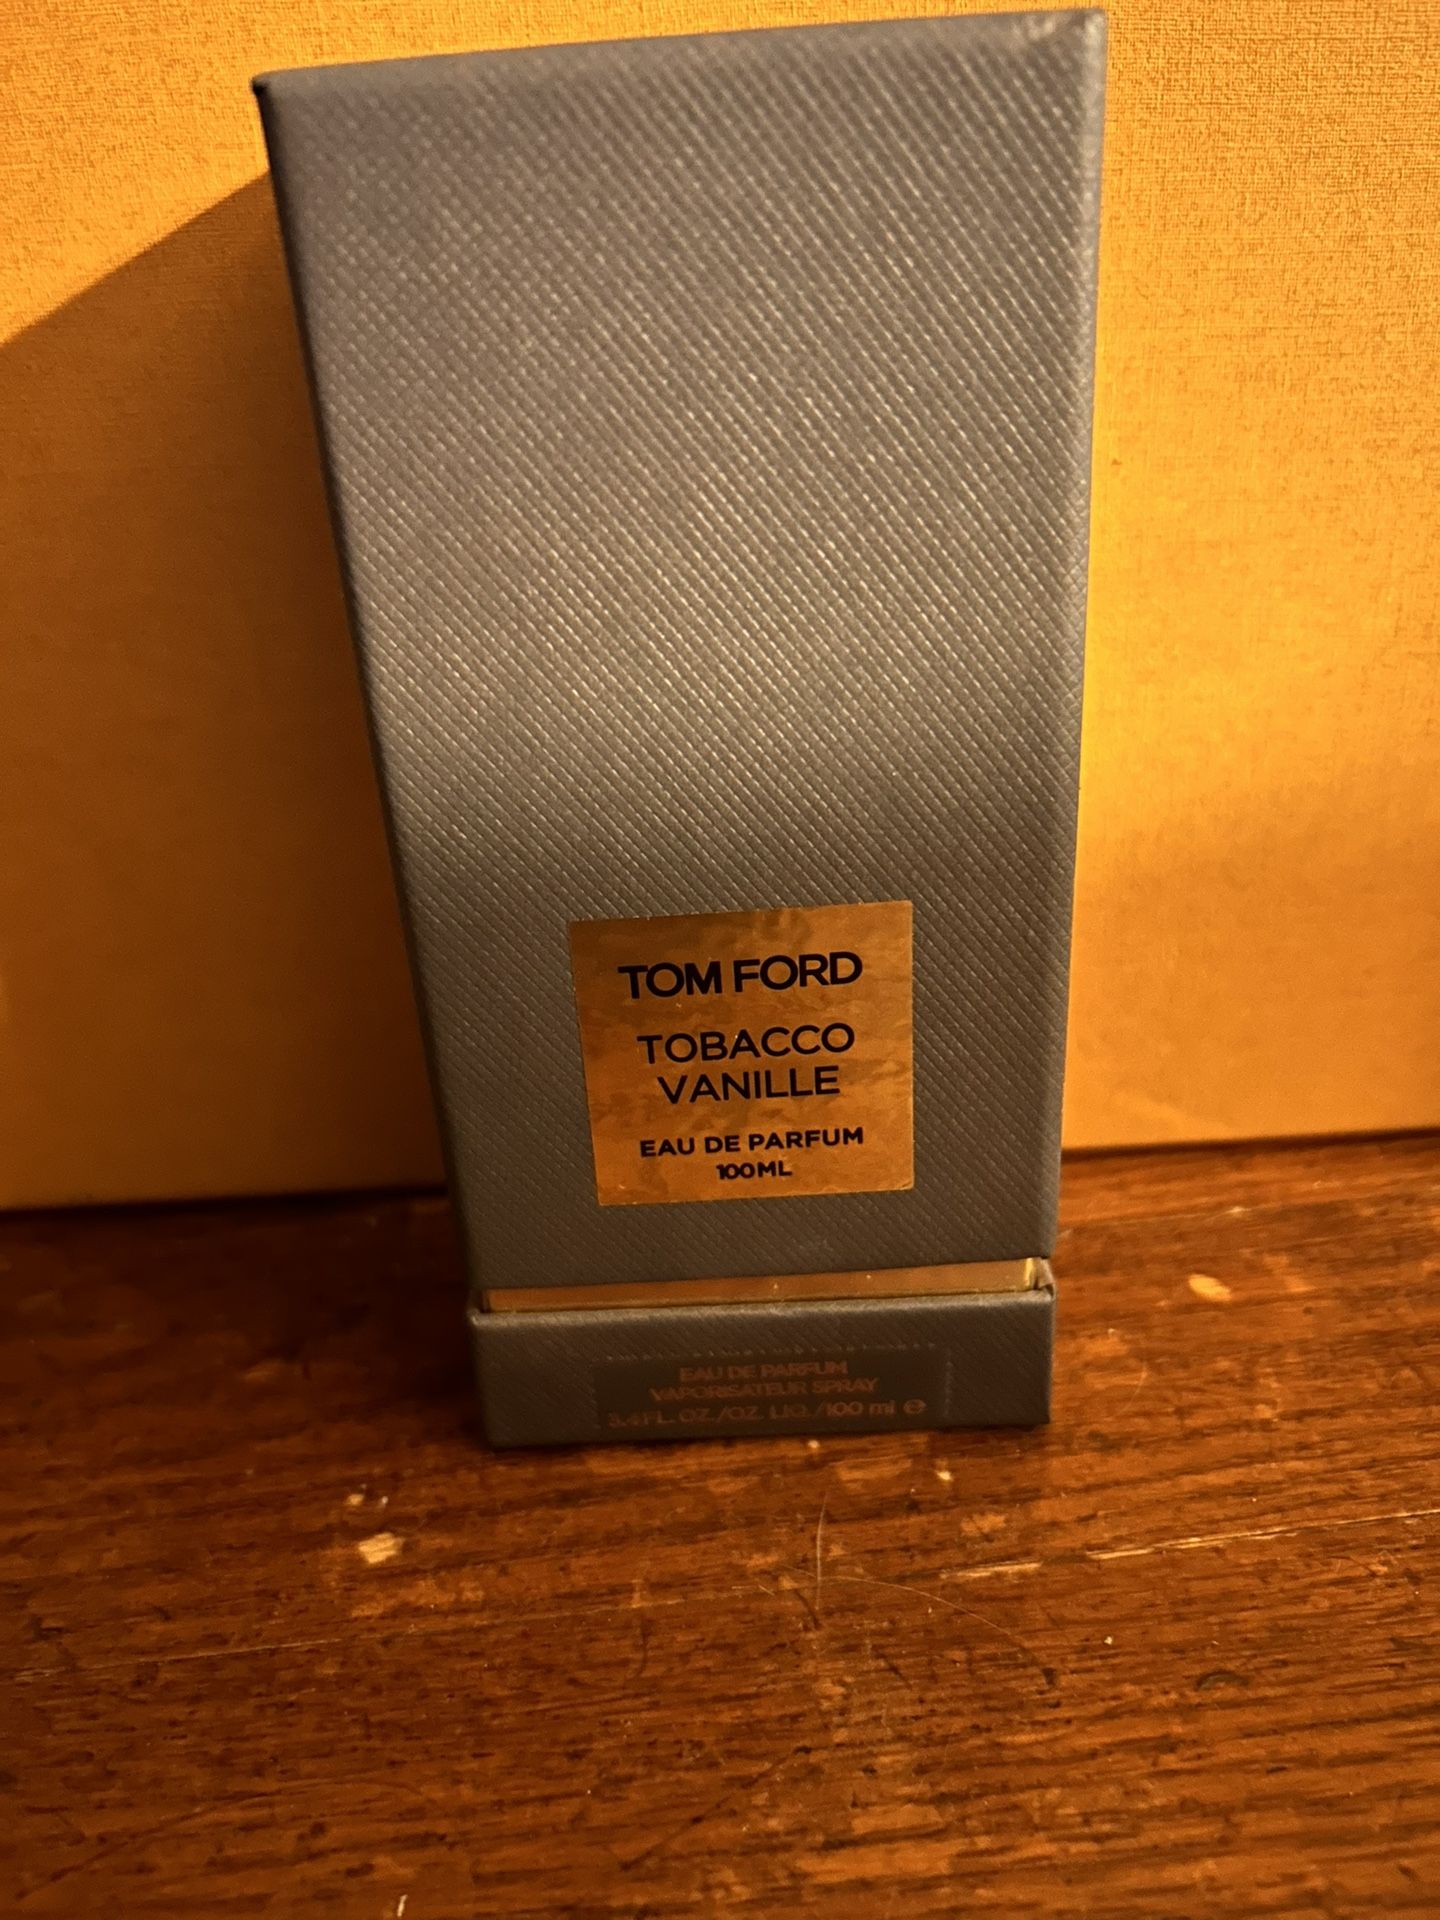 TOM FORD
TOBACCO
VANILLE
EAU DE PARFUM
100ML
EAU DE PARFUM
VAPORISATEUR SPRAY
3.4 FL. OZ./OZ. LIQ./100 ml ℮